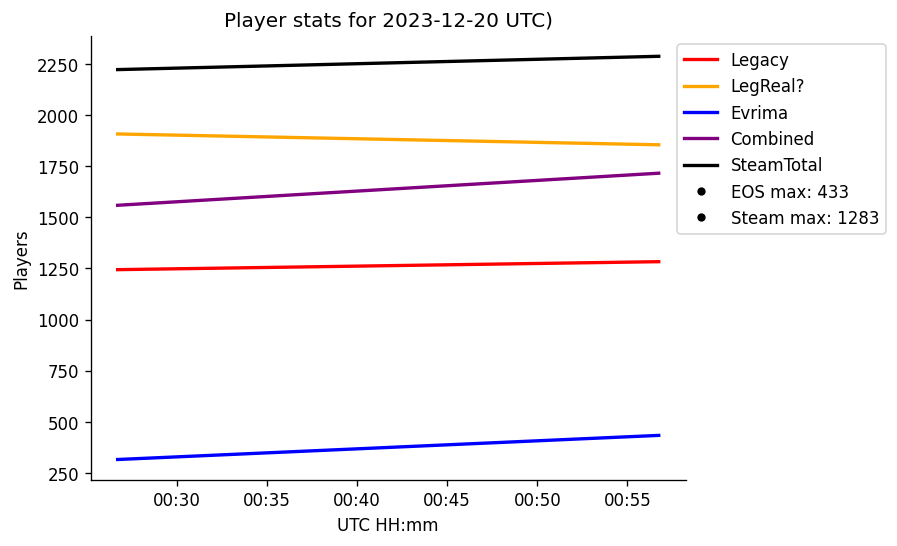 Player stats for 2023-12-20 UTC)
Legacy
LegReal?
Evrima
Combined
SteamTotal
EOS max: 433
Steam max: 1283
Players
2250
2000
1750
1500
1250
1000
750
500
250
00:30 00:35 00:40 00:45 00:50 00:55
UTC HH:mm